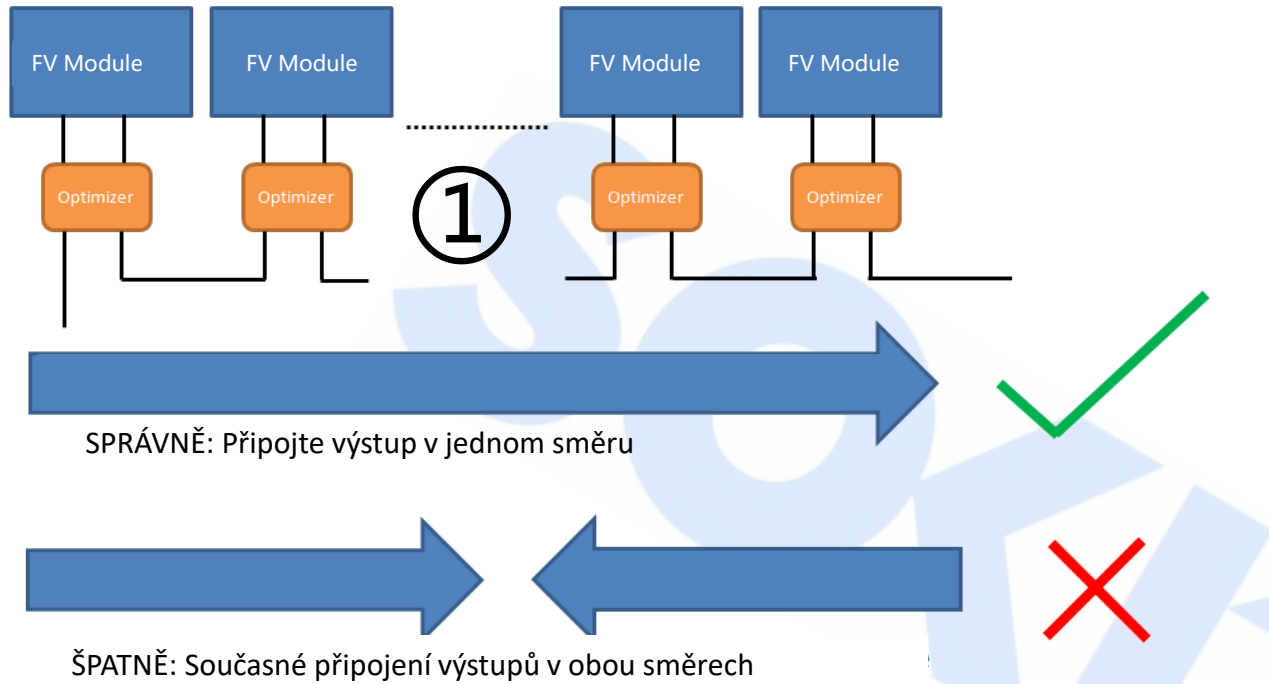 FV Module FV Module FV Module FV Module
Optimizer Optimizer Optimizer Optimizer
①
SPRÁVNĚ: Připojte výstup v jednom směru
ŠPATNĚ: Současné připojení výstupů v obou směrech